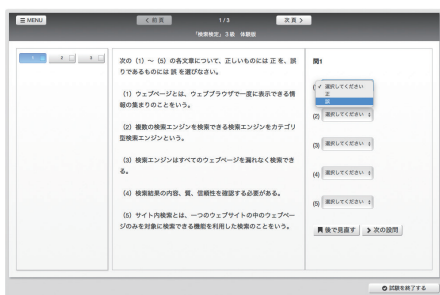 ☰ MENU
< 前頁
1 / 3
次頁 >
「検索検定」3級 体験版
1
2
3
次の(1)~(5)の各文章について、正しいものには 正 を、誤
りであるものには 誤 を選びなさい。
(1)ウェブページとは、ウェブブラウザで一度に表示できる情
報の集まりのことをいう。
(2)複数の検索エンジンを検索できる検索エンジンをカテゴリ
型検索エンジンという。
(3)検索エンジンはすべてのウェブページを漏れなく検索でき
る。
(4)検索結果の内容、質、信頼性を確認する必要がある。
(5)サイト内検索とは、一つのウェブサイトの中のウェブペー
ジのみを対象に検索できる機能を利用した検索のことをいう。
問1
✓ 選択してください
正
誤
(2) 選択してください
(3) 選択してください
(4) 選択してください
(5) 選択してください
後で見直す
> 次の設問
試験を終了する